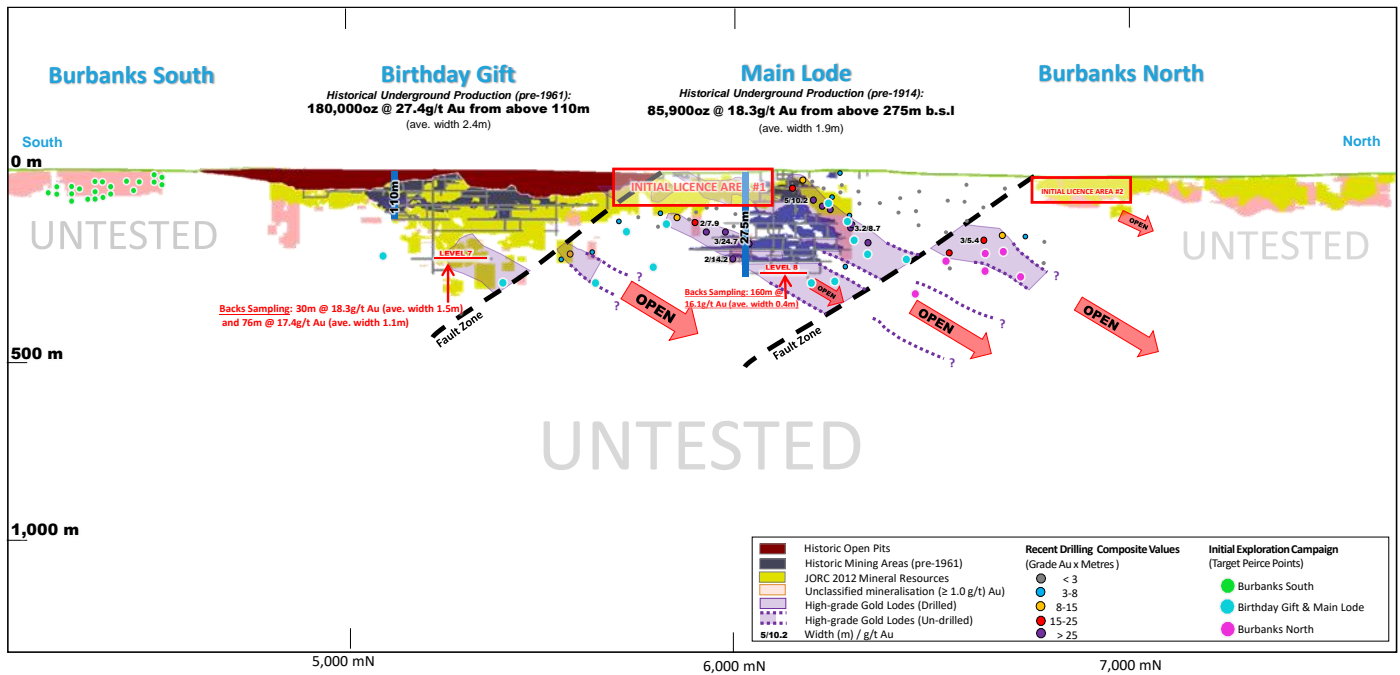 Burbanks South
Birthday Gift
Main Lode
Burbanks North
Historical Underground Production (pre-1961):
180,000oz @ 27.4g/t Au from above 110m
(ave. width 2.4m)
Historical Underground Production (pre-1914):
85,900oz @ 18.3g/t Au from above 275m b.s.l
(ave. width 1.9m)
South
North
0 m
110m
INITIAL LICENCE AREA #1
INITIAL LICENCE AREA #2
5/10.2
2/7.9
3/24.7
2/14.2
275m
3.2/8.7
3/5.4
OPEN
UNTESTED
UNTESTED
LEVEL 7
LEVEL 8
?
?
Backs Sampling: 30m @ 18.3g/t Au (ave. width 1.5m)
and 76m @ 17.4g/t Au (ave. width 1.1m)
Backs Sampling: 160m @
16.1g/t Au (ave. width 0.4m)
OPEN
OPEN
OPEN
OPEN
Fault Zone
Fault Zone
?
?
500 m
UNTESTED
1,000 m
Historic Open Pits
Historic Mining Areas (pre-1961)
JORC 2012 Mineral Resources
Unclassified mineralisation (≥ 1.0 g/t) Au)
High-grade Gold Lodes (Drilled)
High-grade Gold Lodes (Un-drilled)
5/10.2 Width (m) / g/t Au
Recent Drilling Composite Values
(Grade Au x Metres )
< 3
3-8
8-15
15-25
> 25
Initial Exploration Campaign
(Target Peirce Points)
Burbanks South
Birthday Gift & Main Lode
Burbanks North
5,000 mN
6,000 mN
7,000 mN